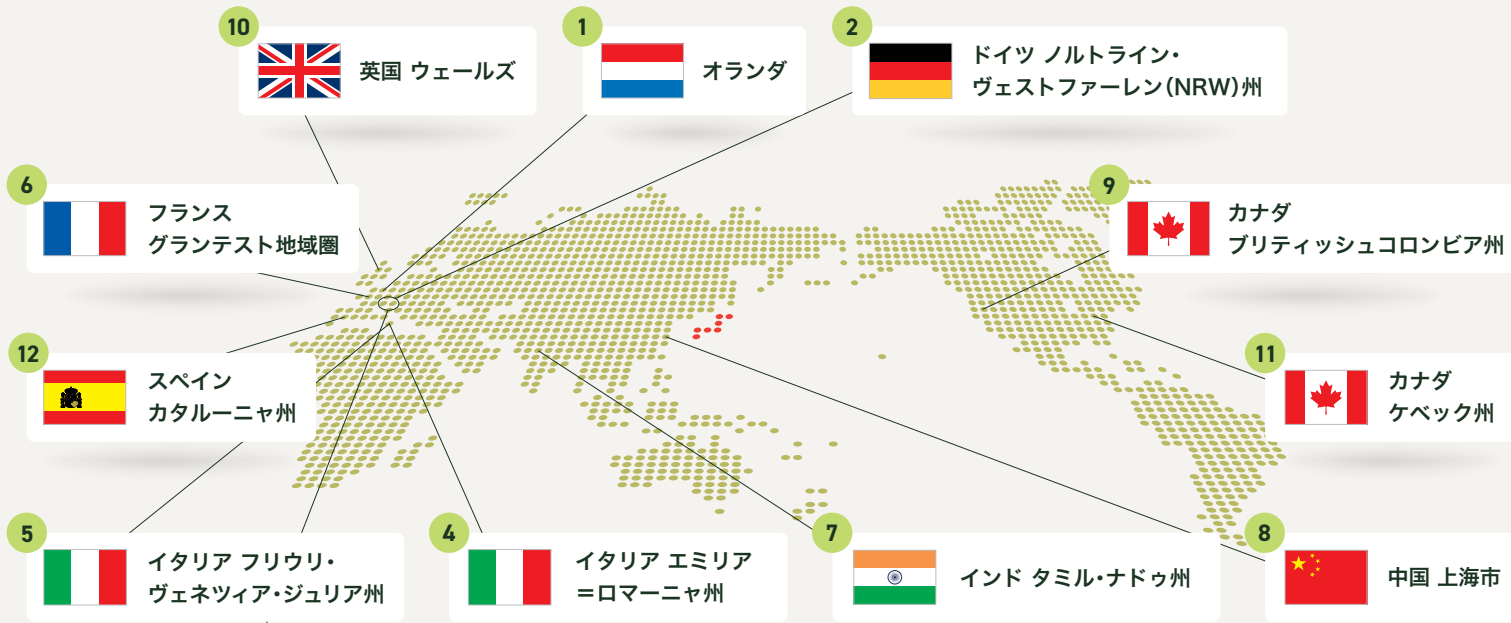 10
英国 ウェールズ
1
オランダ
2
ドイツ ノルトライン・
ヴェストファーレン(NRW)州
6
フランス
グランテスト地域圏
9
カナダ
ブリティッシュコロンビア州
12
スペイン
カタルーニャ州
11
カナダ
ケベック州
5
イタリア フリウリ・
ヴェネツィア・ジュリア州
4
イタリア エミリア
=ロマーニャ州
7
インド タミル・ナドゥ州
8
中国 上海市